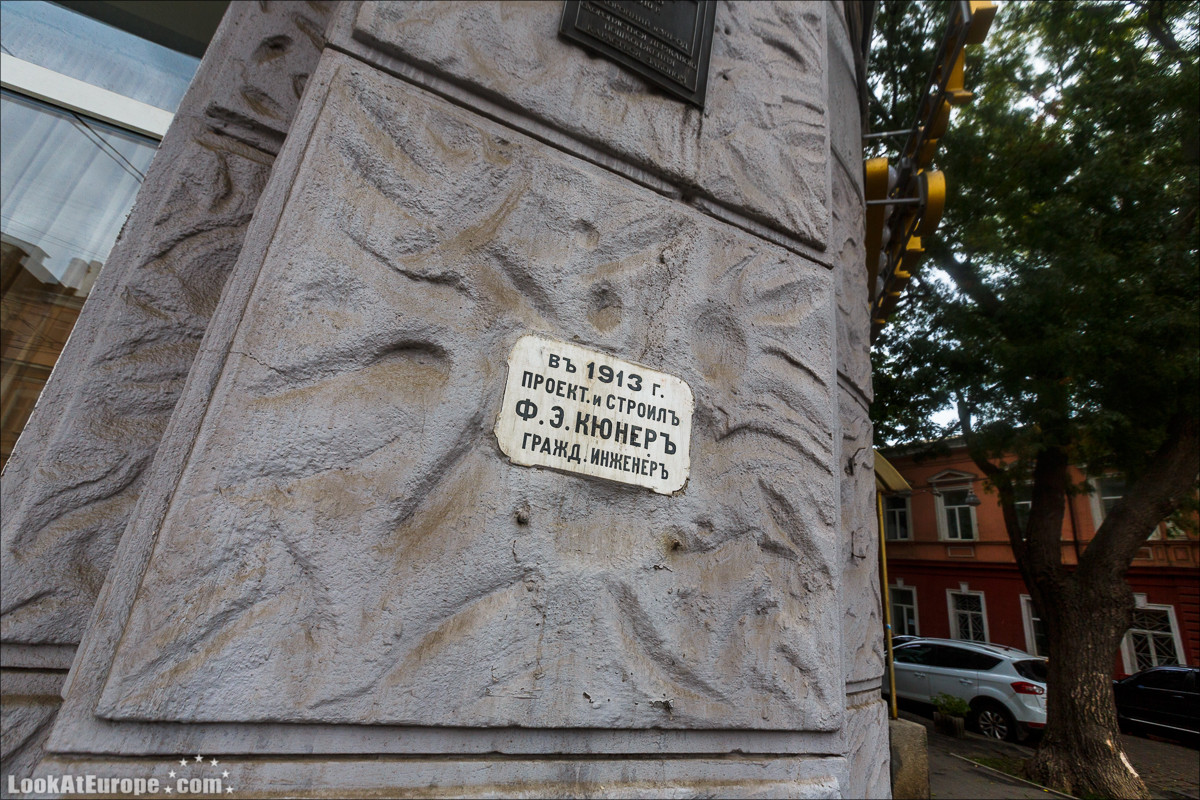 ВЪ 1913 Г.
ПРОЕКТ. И СТРОИЛЪ
Ф. Э. КЮНЕРЪ
ГРАЖД. ИНЖЕНЕРЪ
LookAtEurope.com